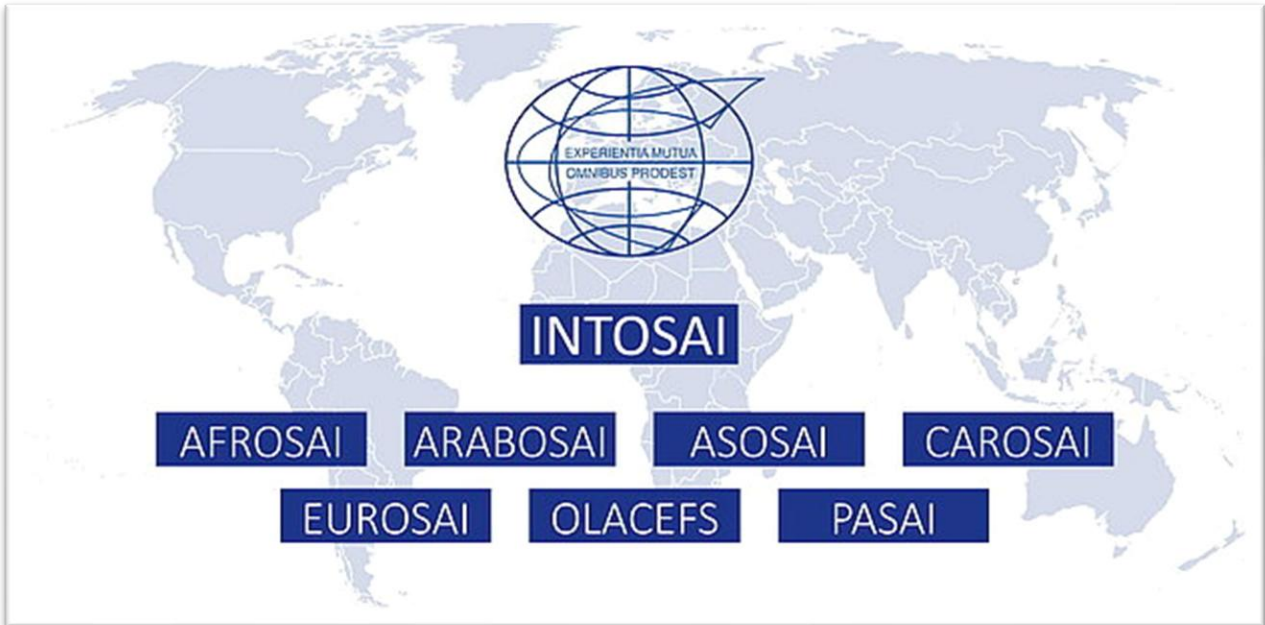 EXPERIENTIA MUTUA
OMNIBUS PRODEST
INTOSAI
AFROSAI ARABOSAI ASOSAI CAROSAI
EUROSAI OLACEFS PASAI